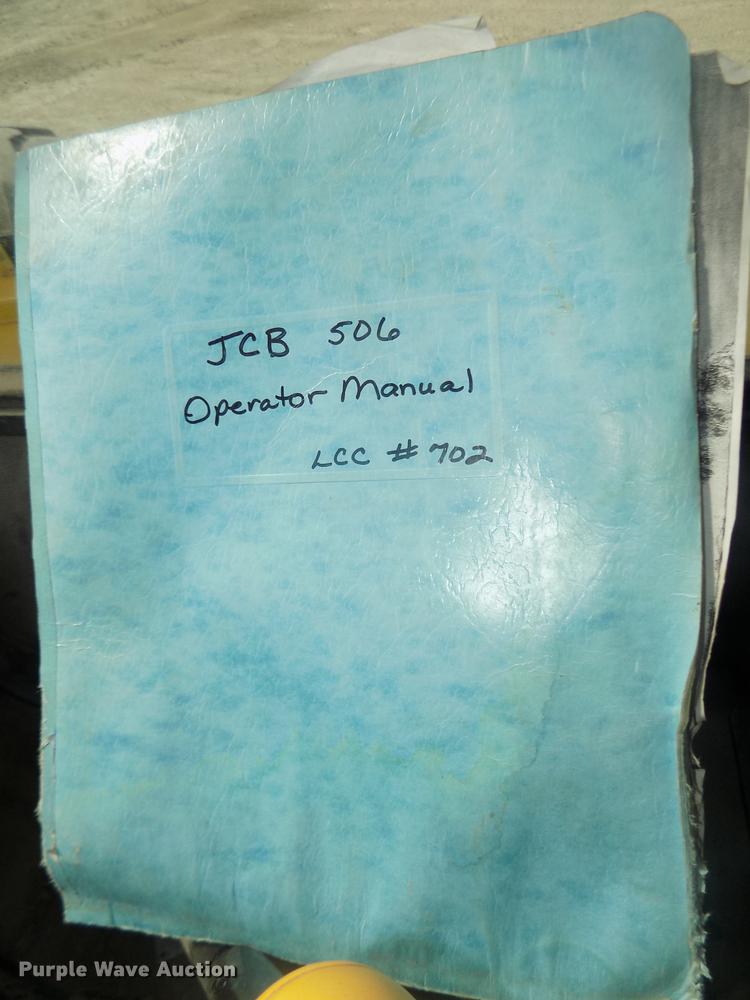 JCB 506
Operator Manual
LCC # 702
Purple Wave Auction